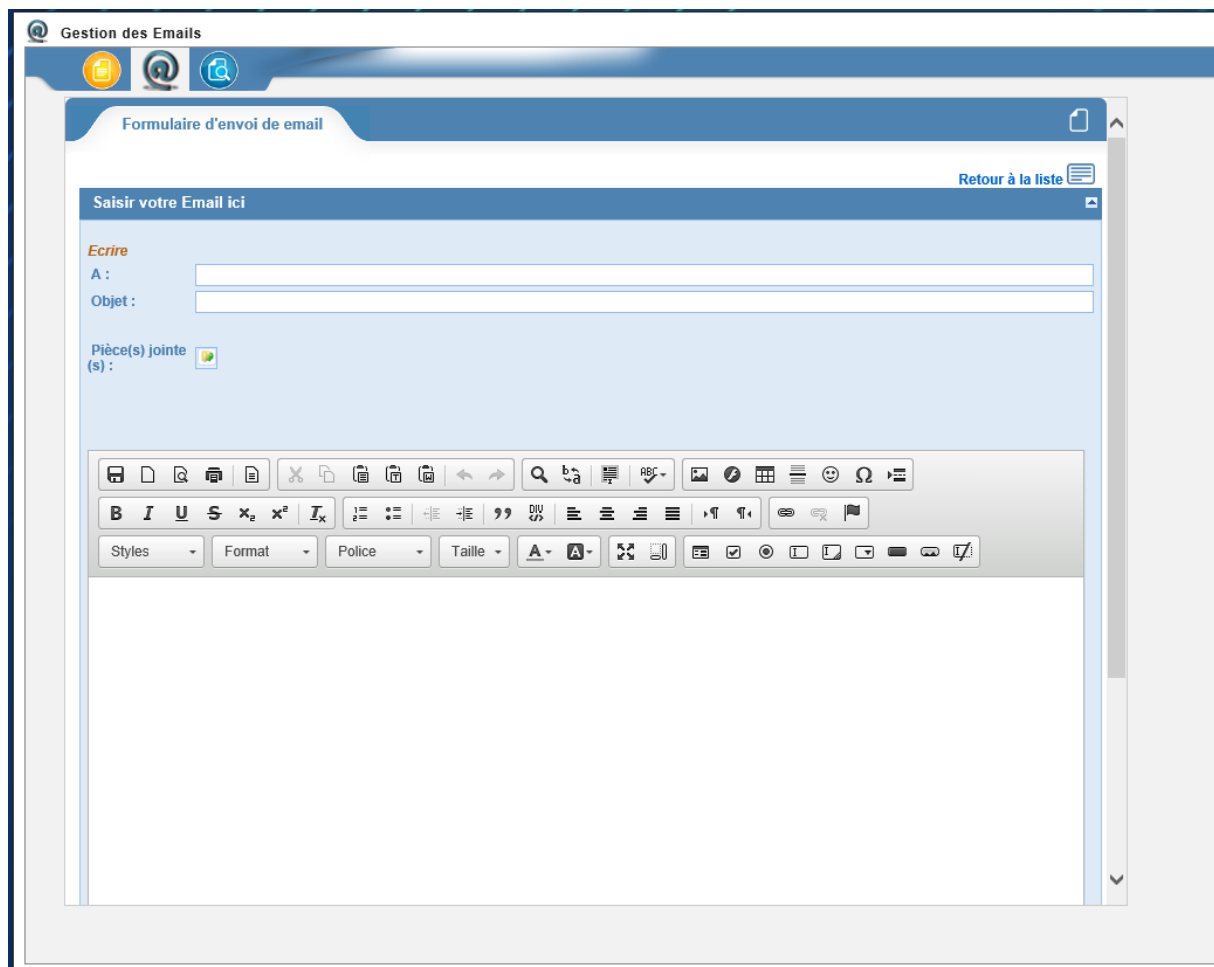 Gestion des Emails
Formulaire d'envoi de email
Retour à la liste
Saisir votre Email ici
Ecrire
A :
Objet :
Pièce(s) jointe
(s) :
Styles Format Police Taille